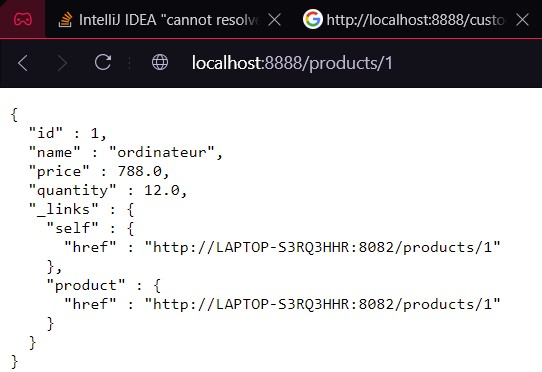 IntelliJ IDEA "cannot resolve
http://localhost:8888/custo
localhost:8888/products/1
{
  "id" : 1,
  "name" : "ordinateur",
  "price" : 788.0,
  "quantity" : 12.0,
  "_links" : {
    "self" : {
      "href" : "http://LAPTOP-S3RQ3HHR:8082/products/1"
    },
    "product" : {
      "href" : "http://LAPTOP-S3RQ3HHR:8082/products/1"
    }
  }
}